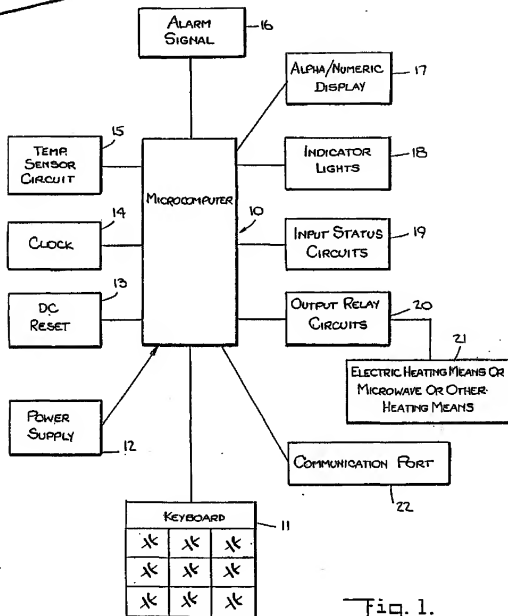 ALARM
SIGNAL
16
ALPHA/NUMERIC
DISPLAY
17
15
TEMP.
SENSOR
CIRCUIT
MICROCOMPUTER
10
INDICATOR
LIGHTS
18
14
CLOCK
INPUT STATUS
CIRCUITS
19
13
DC
RESET
OUTPUT RELAY
CIRCUITS
20
21
ELECTRIC HEATING MEANS OR
MICROWAVE OR OTHER
HEATING MEANS
POWER
SUPPLY
12
COMMUNICATION PORT
22
KEYBOARD
11
Fig. 1.